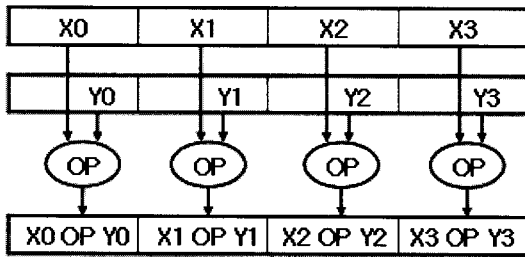 X0 X1 X2 X3
Y0 Y1 Y2 Y3
OP OP OP OP
X0 OP Y0 X1 OP Y1 X2 OP Y2 X3 OP Y3